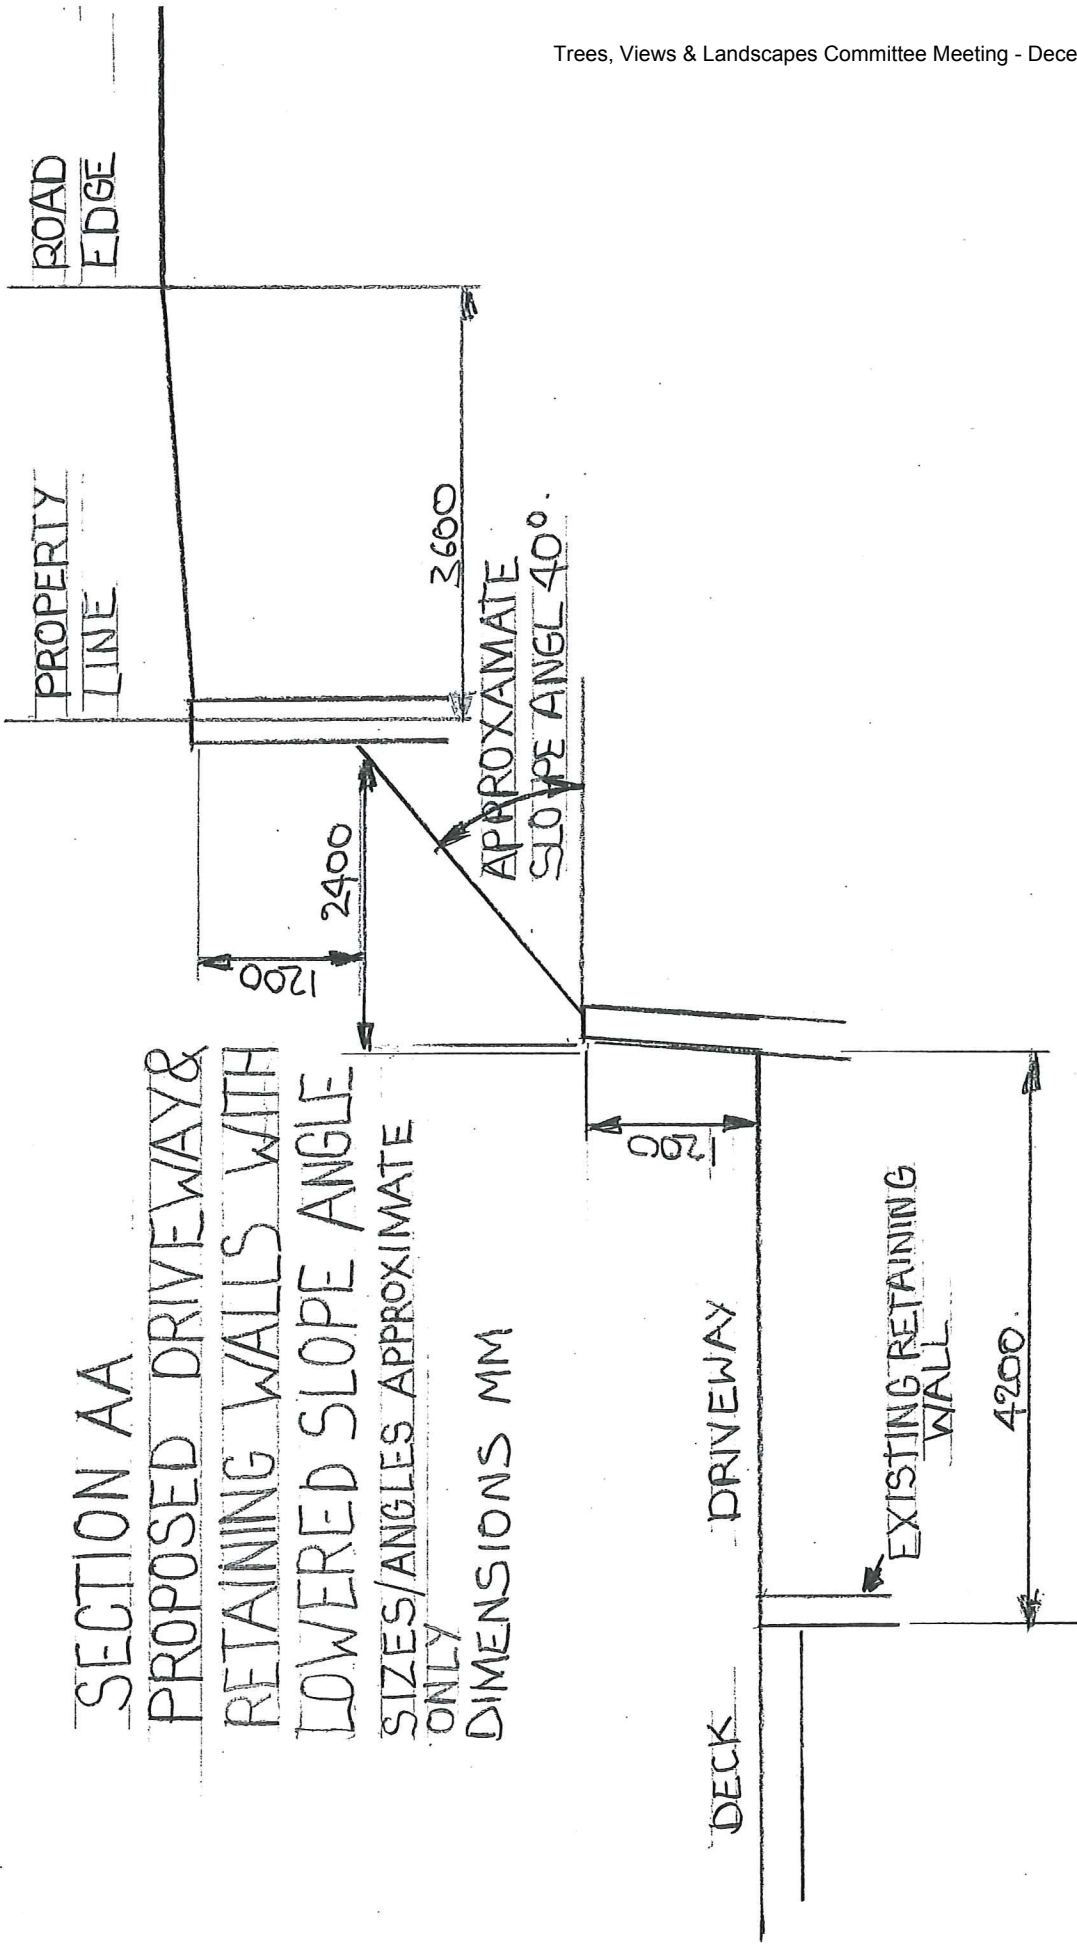 Trees, Views & Landscapes Committee Meeting - Dece
SECTION AA
PROPOSED DRIVEWAY &
RETAINING WALLS WITH
LOWERED SLOPE ANGLE
SIZES/ANGLES APPROXIMATE
ONLY
DIMENSIONS MM
PROPERTY
LINE
ROAD
EDGE
3600
1200
2400
APPROXAMATE
SLOPE ANGL 40°.
1200
DECK
DRIVEWAY
EXISTING RETAINING
WALL
4200.